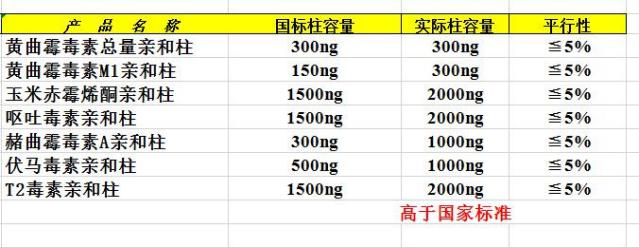 产 品 名 称 国标柱容量 实际柱容量 平行性
黄曲霉毒素总量亲和柱 300ng 300ng ≦5%
黄曲霉毒素M1亲和柱 150ng 300ng ≦5%
玉米赤霉烯酮亲和柱 1500ng 2000ng ≦5%
呕吐毒素亲和柱 1500ng 2000ng ≦5%
赭曲霉毒素A亲和柱 300ng 1000ng ≦5%
伏马毒素亲和柱 500ng 1000ng ≦5%
T2毒素亲和柱 1500ng 2000ng ≦5%
高于国家标准